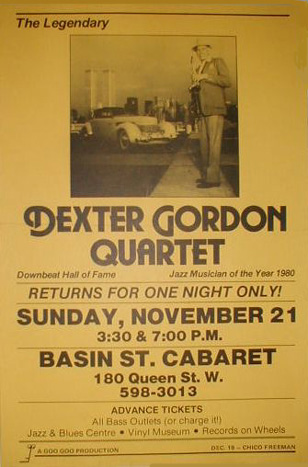 The Legendary
DEXTER GORDON
QUARTET
Downbeat Hall of Fame Jazz Musician of the Year 1980
RETURNS FOR ONE NIGHT ONLY!
SUNDAY, NOVEMBER 21
3:30 & 7:00 P.M.
BASIN ST. CABARET
180 Queen St. W.
598-3013
ADVANCE TICKETS
All Bass Outlets (or charge it!)
Jazz & Blues Centre • Vinyl Museum • Records on Wheels
A GOO GOO PRODUCTION DEC. 19 – CHICO FREEMAN